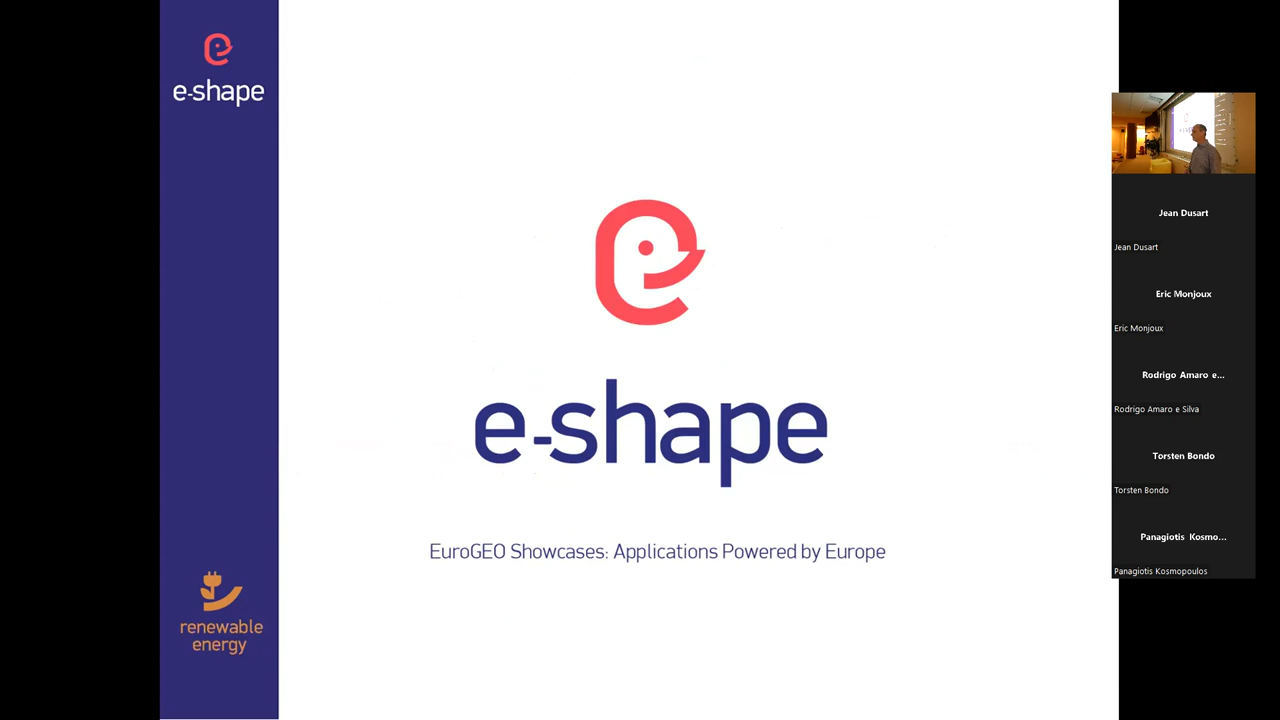 e-shape
e-shape
EuroGEO Showcases: Applications Powered by Europe
renewable
energy
Jean Dusart
Jean Dusart
Eric Monjoux
Eric Monjoux
Rodrigo Amaro e...
Rodrigo Amaro e Silva
Torsten Bondo
Torsten Bondo
Panagiotis Kosmo...
Panagiotis Kosmopoulos